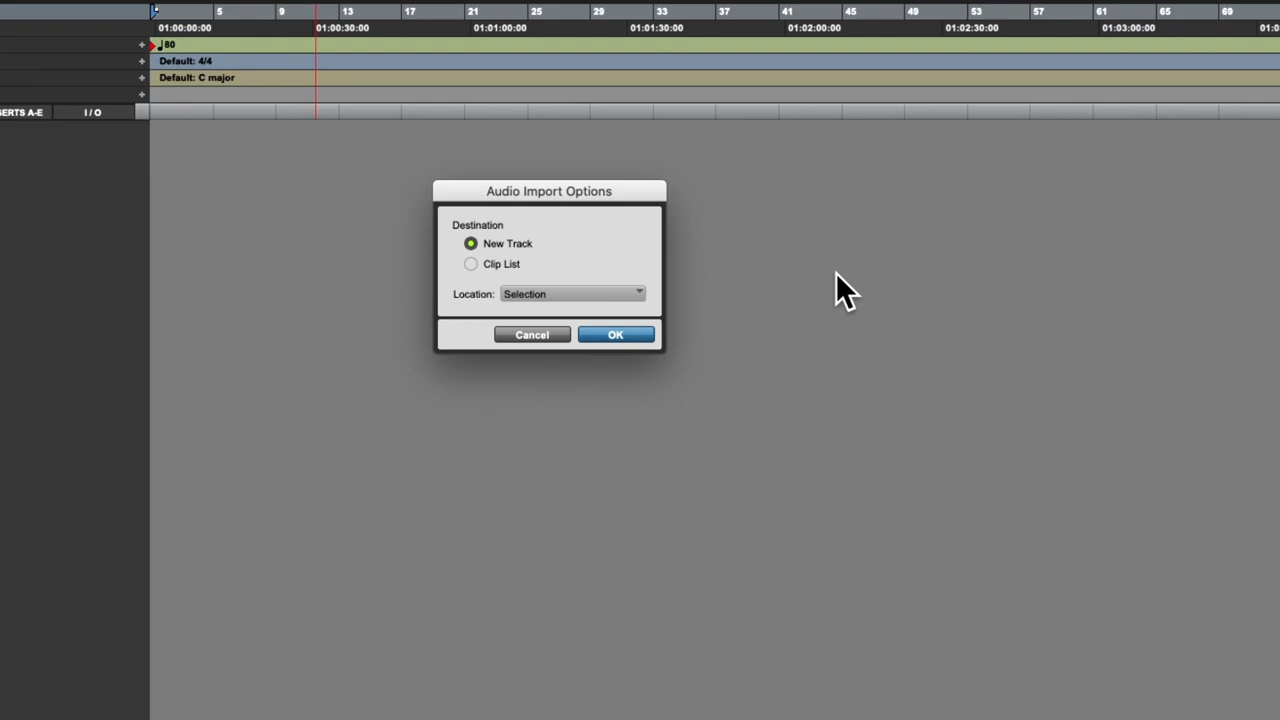 5 9 13 17 21 25 29 33 37 41 45 49 53 57 61 65 69
01:00:00:00 01:00:30:00 01:01:00:00 01:01:30:00 01:02:00:00 01:02:30:00 01:03:00:00 01:0
+ 80
+ Default: 4/4
+ Default: C major
+
SERTS A-E I / O
Audio Import Options
Destination
New Track
Clip List
Location: Selection
Cancel OK